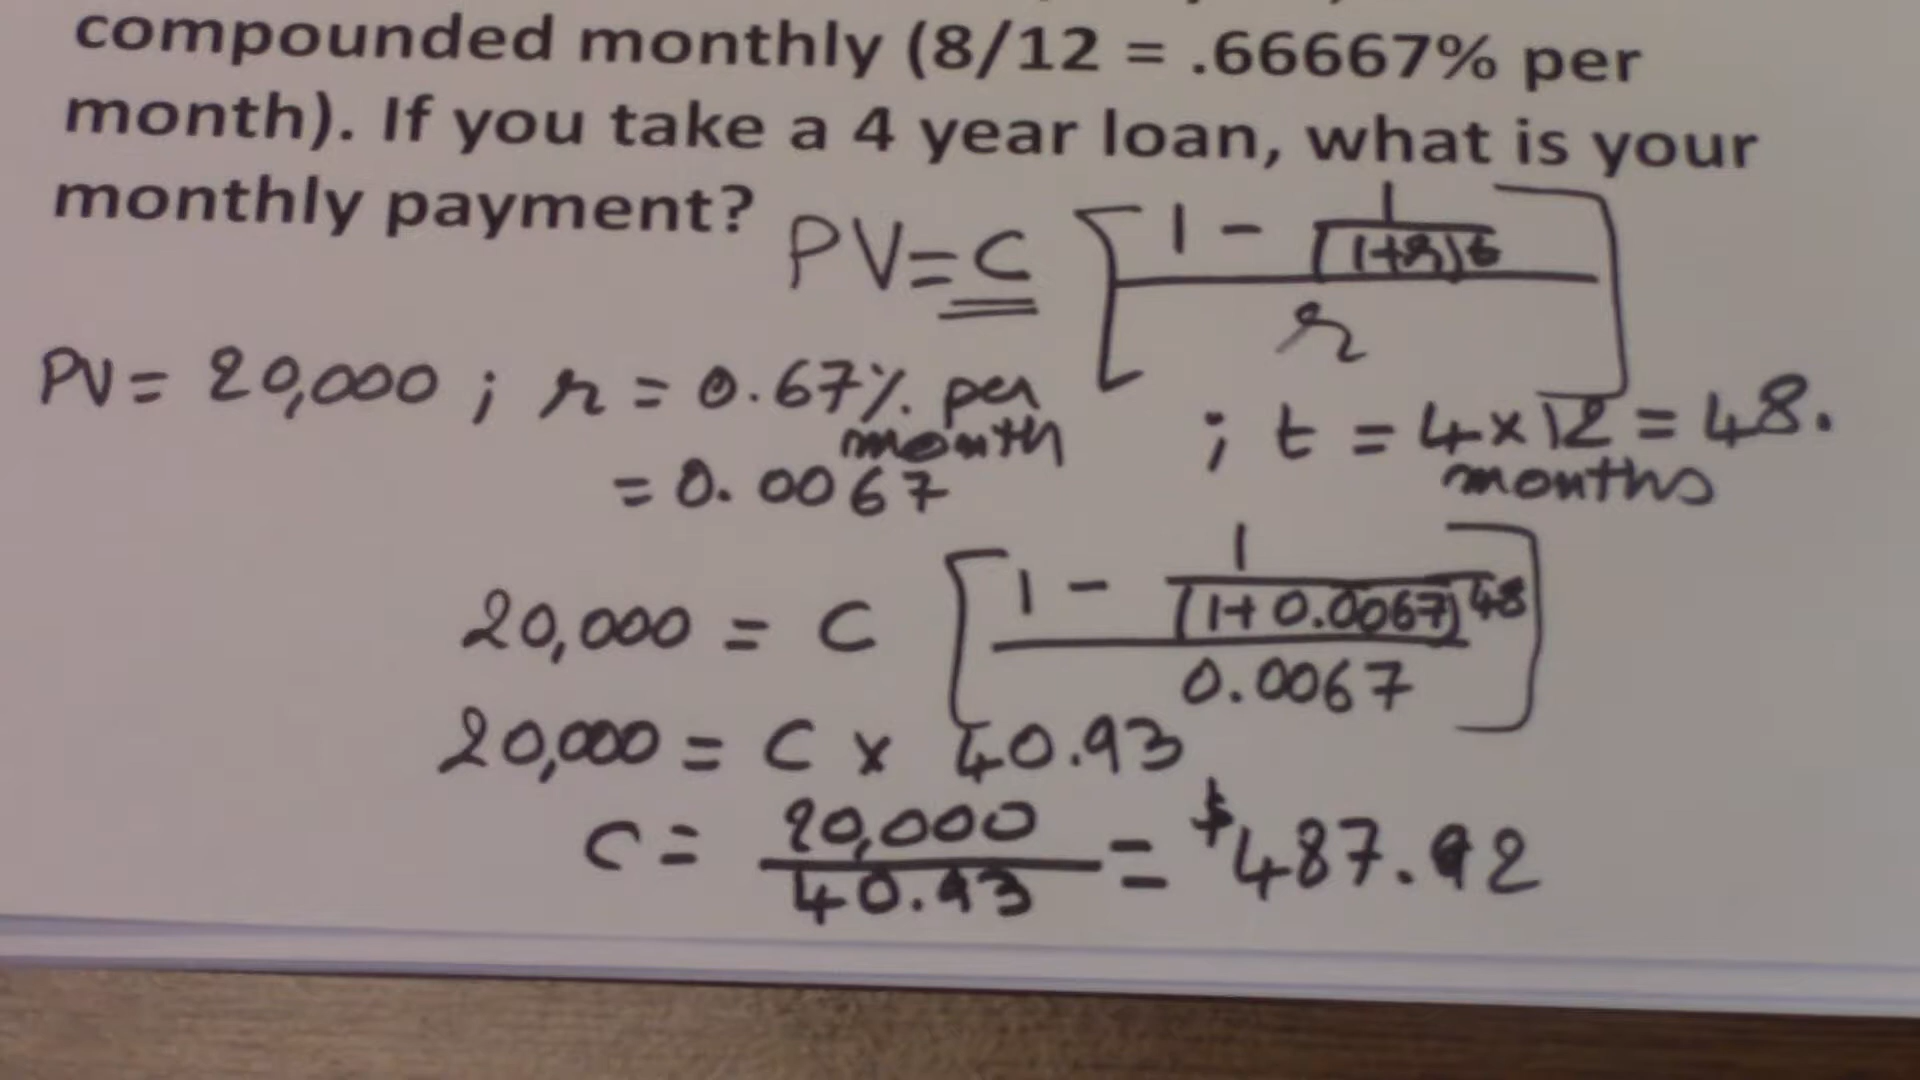 compounded monthly (8/12 = .66667% per
month). If you take a 4 year loan, what is your
monthly payment?
PV = C [ 1 - 1/(1+r)t / r ]
PV = 20,000 ; r = 0.67% per month ; t = 4 x 12 = 48. months
= 0.0067
20,000 = C [ 1 - 1/(1+0.0067)^48 / 0.0067 ]
20,000 = C x 40.93
C = 20,000 / 40.93 = $487.92